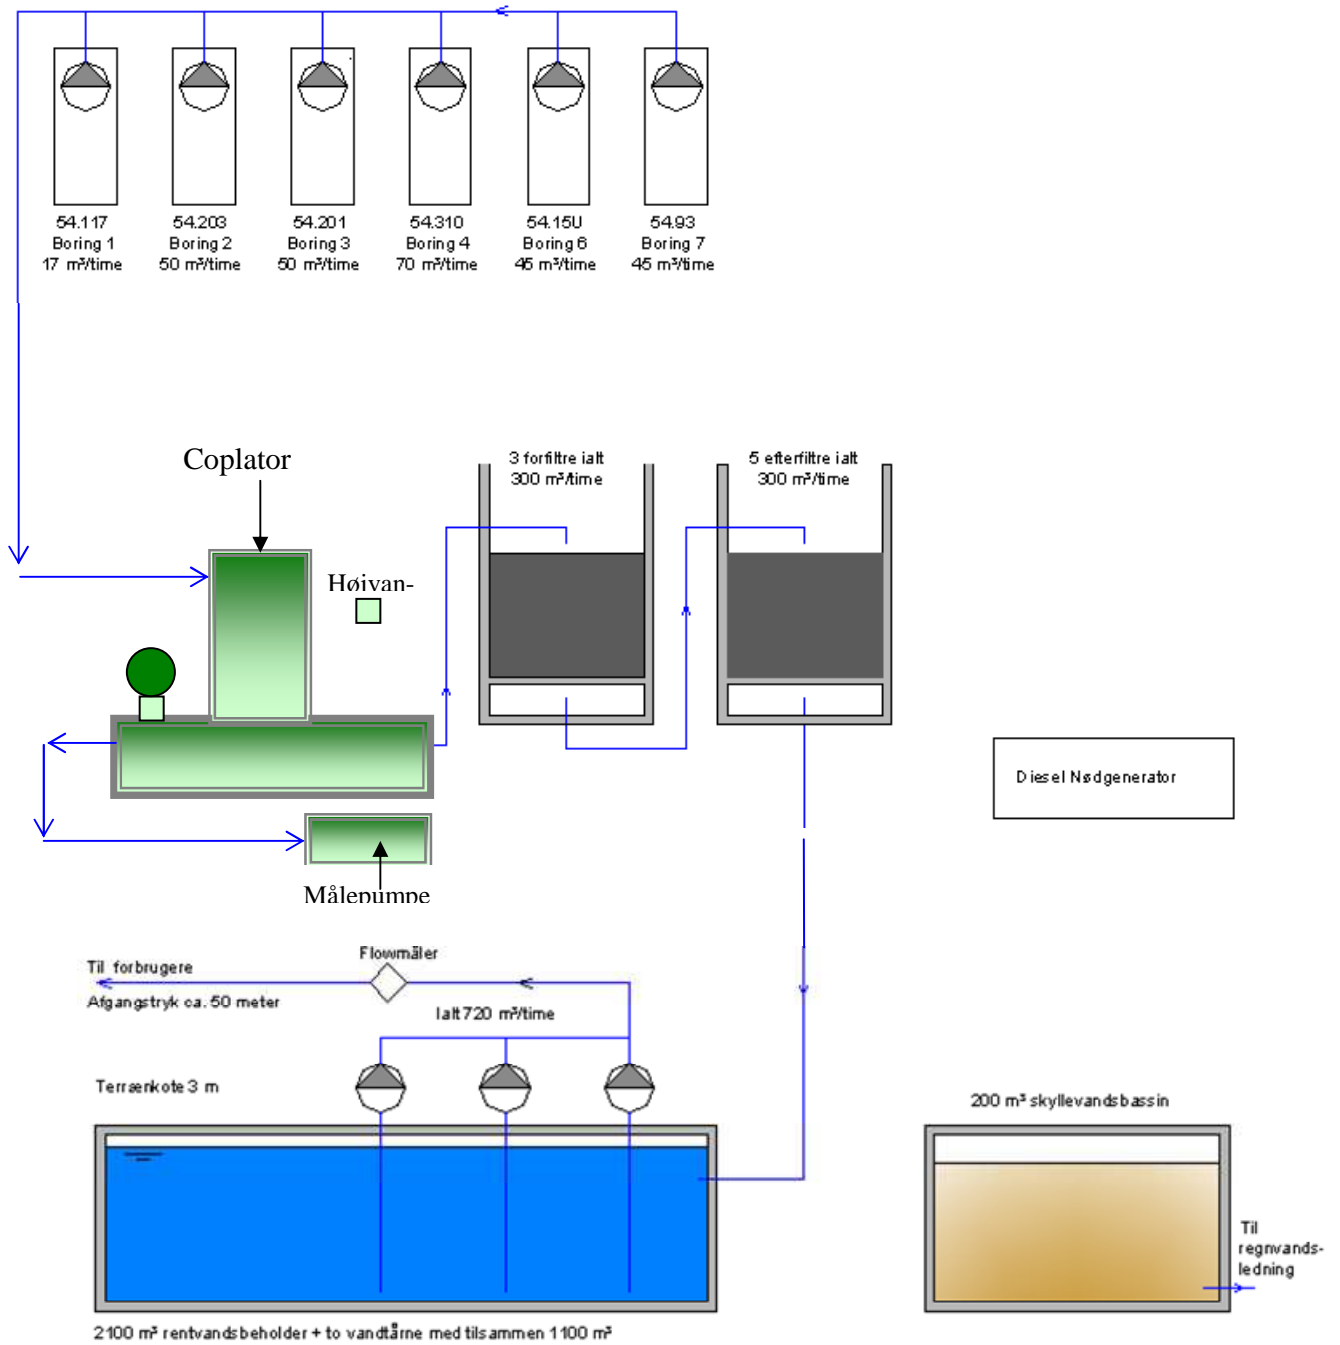 54.117
Boring 1
17 m³/time
54.203
Boring 2
50 m³/time
54.201
Boring 3
50 m³/time
54.310
Boring 4
70 m³/time
54.15U
Boring 6
45 m³/time
54.93
Boring 7
45 m³/time
Coplator
3 forfiltre ialt
300 m³/time
5 efterfiltre ialt
300 m³/time
Højvan-
Diesel Nødgenerator
Målepumpe
Flowmåler
Til forbrugere
Afgangstryk ca. 50 meter
Ialt 720 m³/time
Terrænkote 3 m
200 m³ skyllevandsbassin
Til
regnvands-
ledning
2100 m³ rentvandsbeholder + to vandtårne med tilsammen 1100 m³